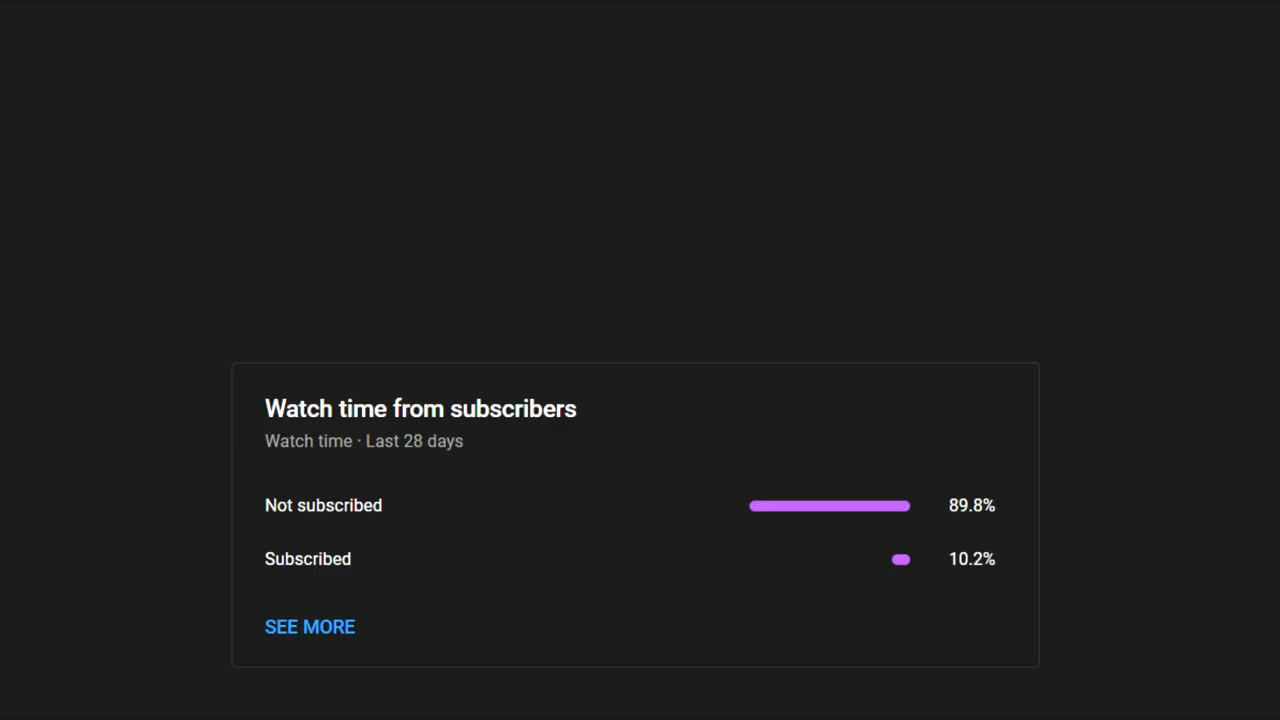 Watch time from subscribers
Watch time · Last 28 days
Not subscribed 89.8%
Subscribed 10.2%
SEE MORE